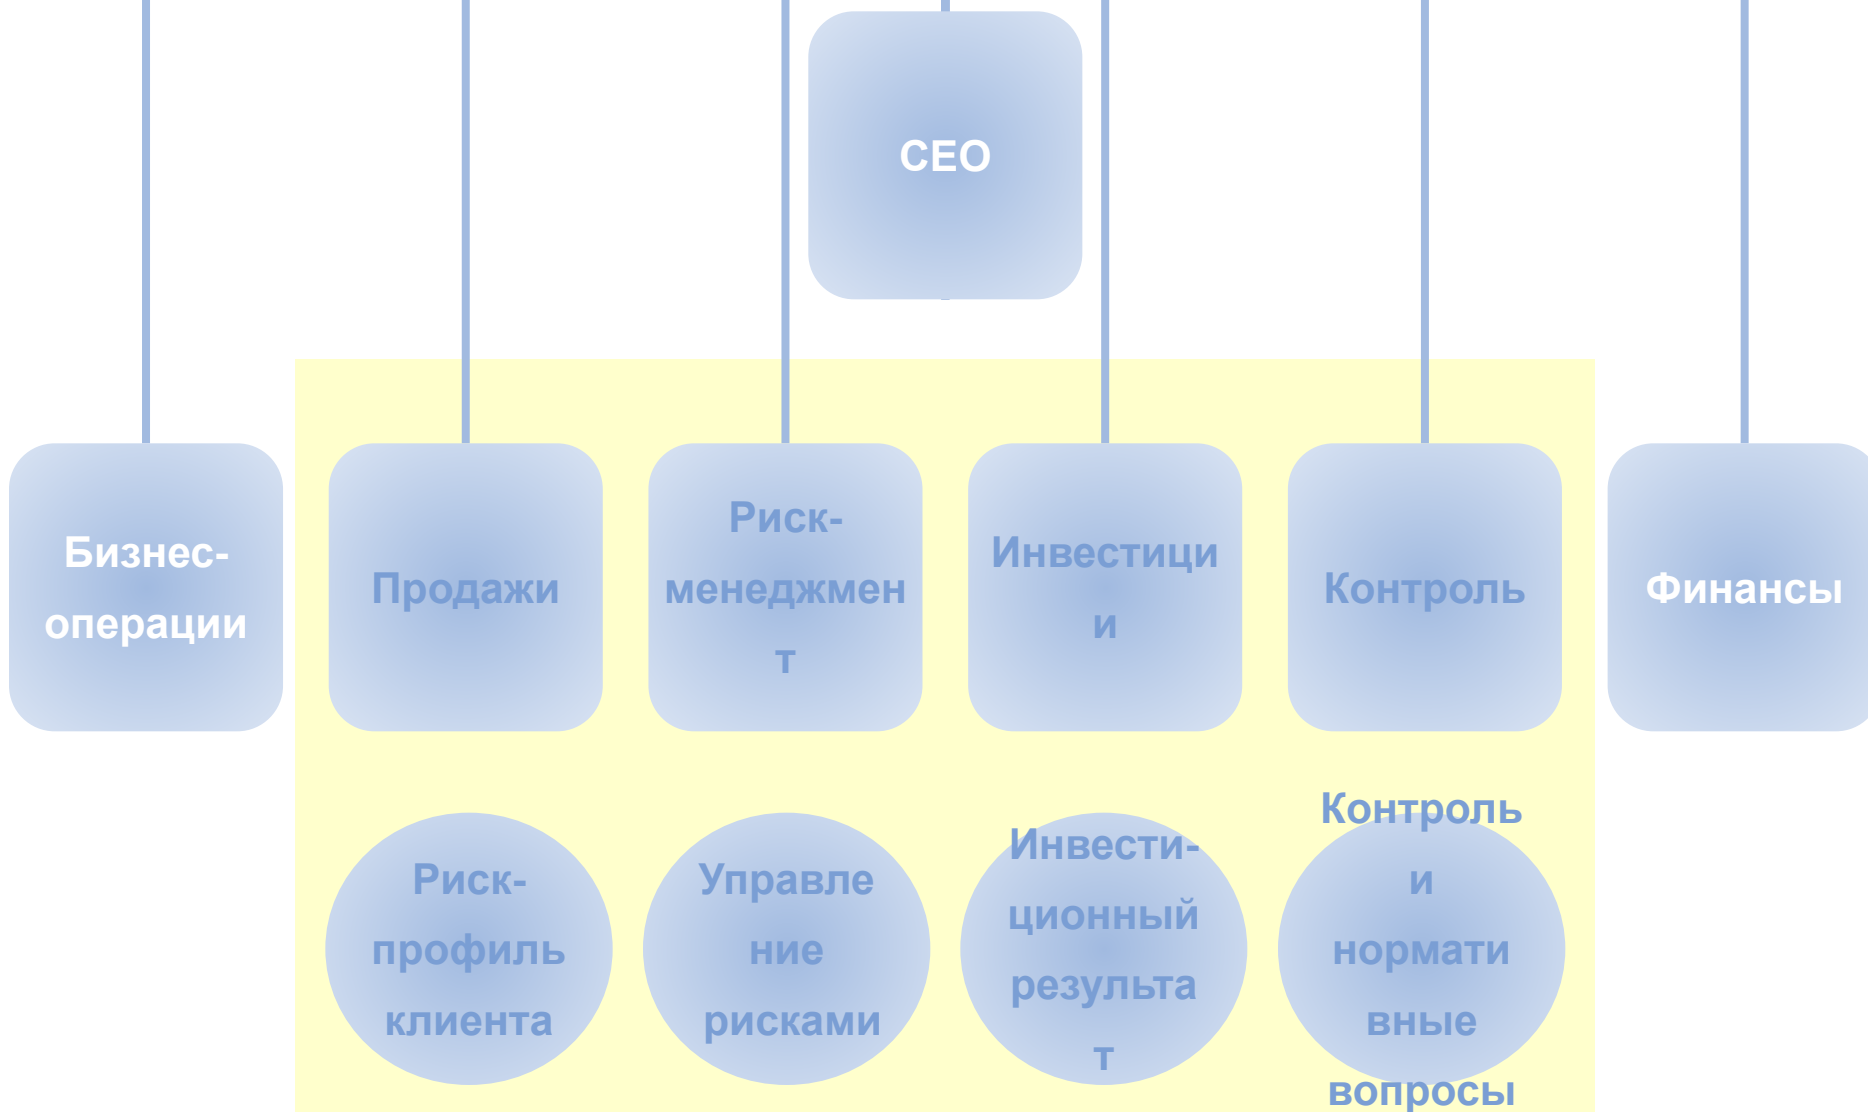 CEO
Бизнес-
операции
Продажи
Риск-
менеджмен
т
Инвестици
и
Контроль
Финансы
Риск-
профиль
клиента
Управле
ние
рисками
Инвести-
ционный
результа
т
Контроль
и
нормати
вные
вопросы